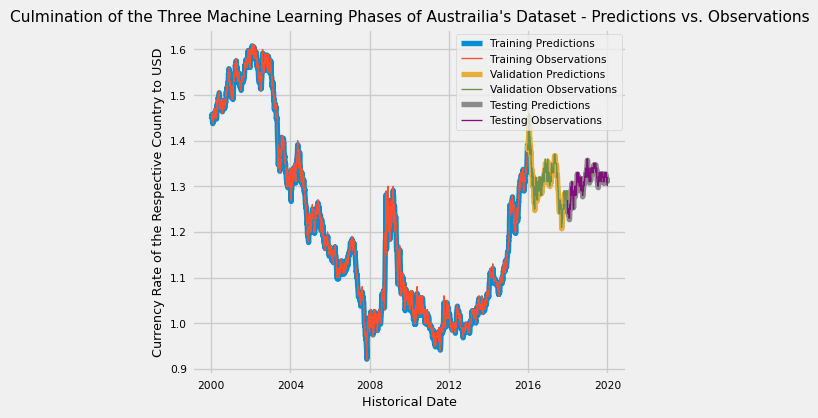 Culmination of the Three Machine Learning Phases of Austrailia's Dataset - Predictions vs. Observations
Currency Rate of the Respective Country to USD
1.6
1.5
1.4
1.3
1.2
1.1
1.0
0.9
Training Predictions
Training Observations
Validation Predictions
Validation Observations
Testing Predictions
Testing Observations
2000 2004 2008 2012 2016 2020
Historical Date